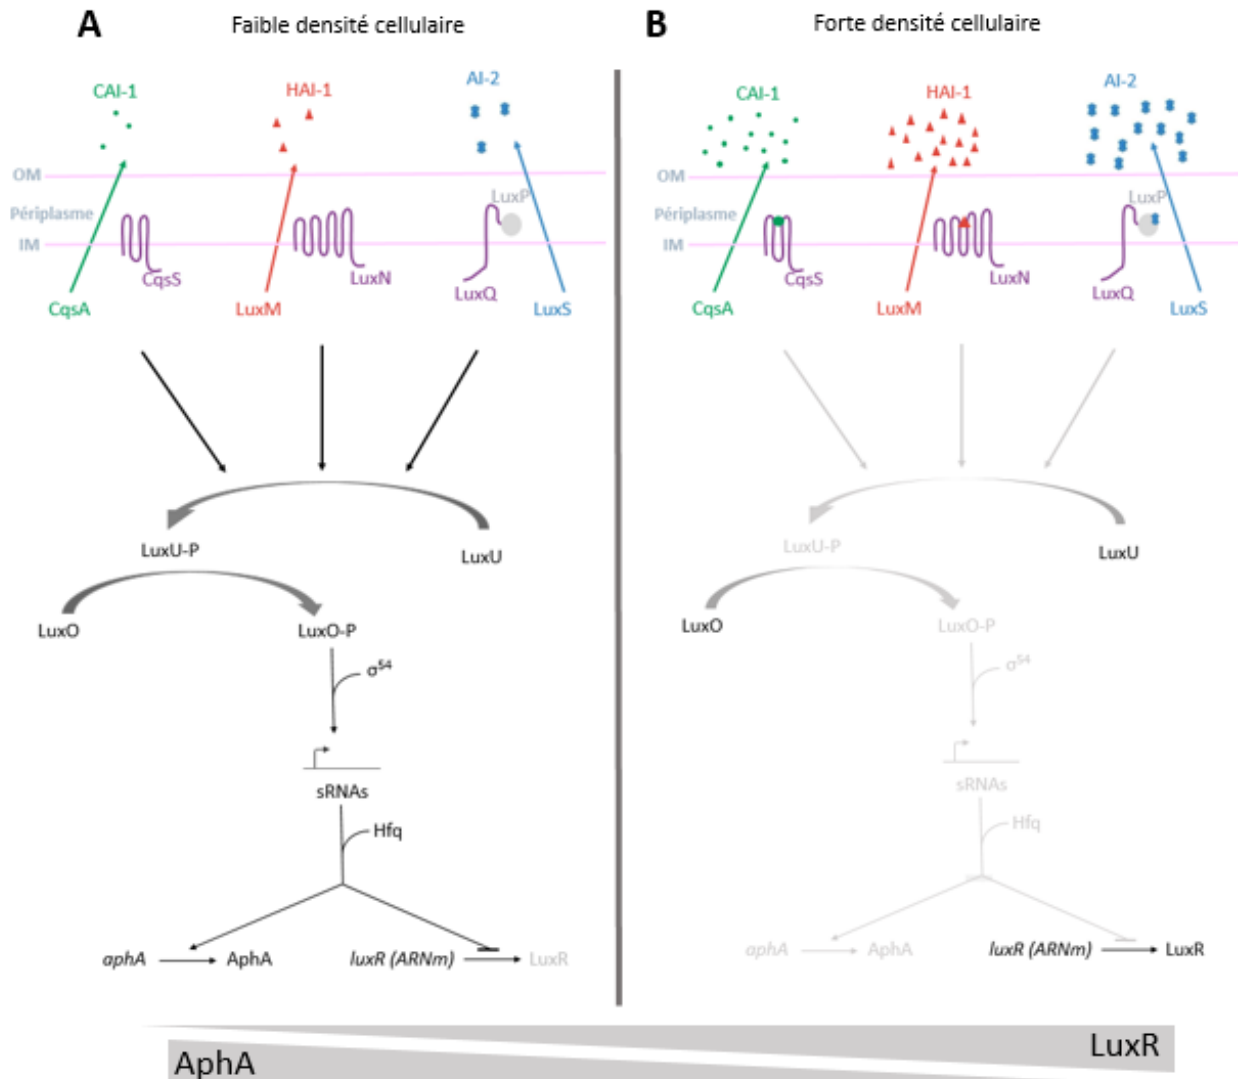 A
Faible densité cellulaire
CAI-1
HAI-1
AI-2
OM
Périplasme
IM
LuxP
CqsS
LuxN
LuxQ
CqsA
LuxM
LuxS
LuxU-P
LuxU
LuxO
LuxO-P
σ54
sRNAs
Hfq
aphA
AphA
luxR (ARNm)
LuxR
B
Forte densité cellulaire
CAI-1
HAI-1
AI-2
OM
Périplasme
IM
LuxP
CqsS
LuxN
LuxQ
CqsA
LuxM
LuxS
LuxU-P
LuxU
LuxO
LuxO-P
σ54
sRNAs
Hfq
aphA
AphA
luxR (ARNm)
LuxR
AphA
LuxR